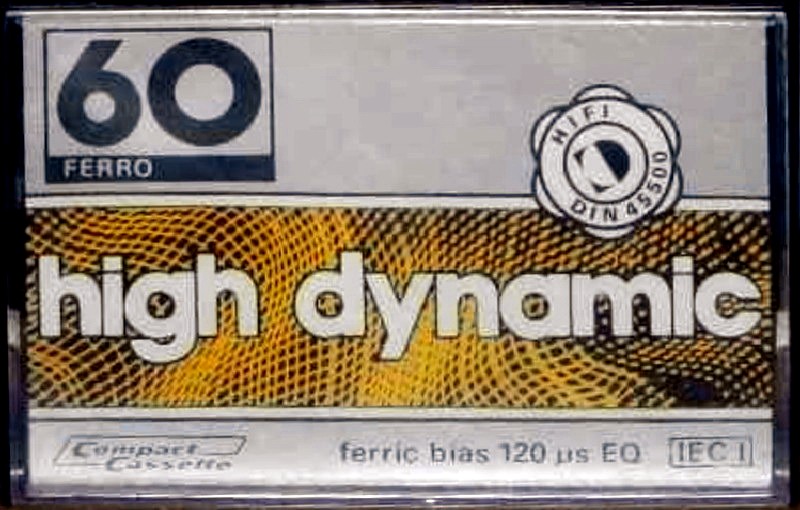 60
FERRO
HIFI
DIN 45500
high dynamic
Compact
Cassette
ferric bias 120 µs EQ IEC I